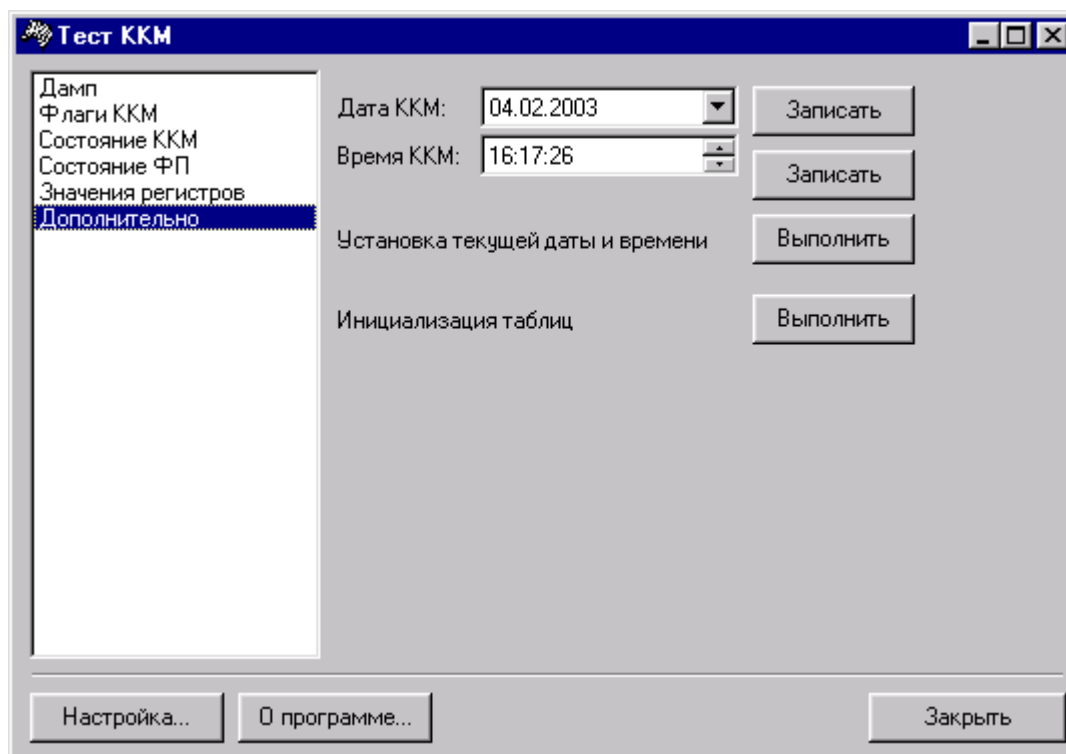 Тест ККМ
Дамп
Флаги ККМ
Состояние ККМ
Состояние ФП
Значения регистров
Дополнительно
Дата ККМ: 04.02.2003 Записать
Время ККМ: 16:17:26 Записать
Установка текущей даты и времени Выполнить
Инициализация таблиц Выполнить
Настройка... О программе... Закрыть